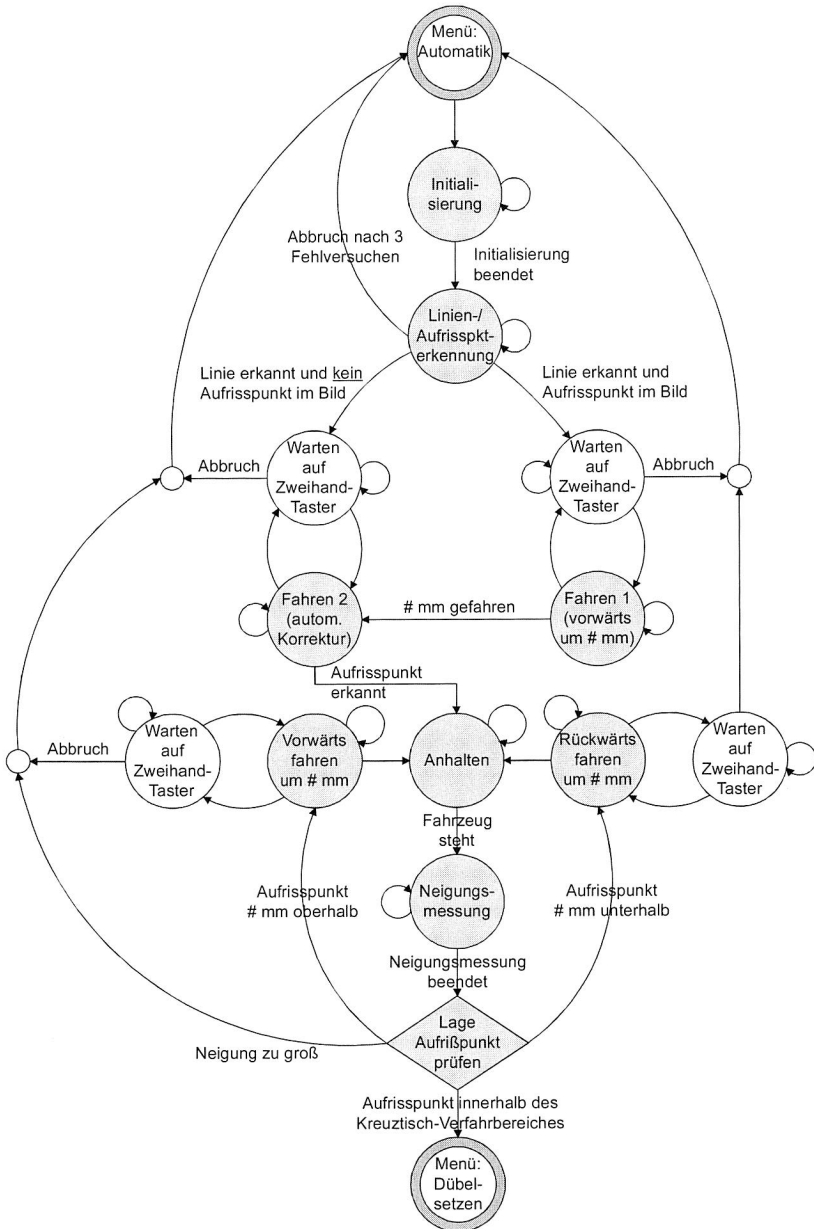 Menü:
Automatik
Initiali-
sierung
Abbruch nach 3
Fehlversuchen
Initialisierung
beendet
Linien-/
Aufrisspkt-
erkennung
Linie erkannt und kein
Aufrisspunkt im Bild
Linie erkannt und
Aufrisspunkt im Bild
Abbruch
Warten
auf
Zweihand-
Taster
Warten
auf
Zweihand-
Taster
Abbruch
Fahren 2
(autom.
Korrektur)
# mm gefahren
Fahren 1
(vorwärts
um # mm)
Aufrisspunkt
erkannt
Abbruch
Warten
auf
Zweihand-
Taster
Vorwärts
fahren
um # mm
Anhalten
Rückwärts
fahren
um # mm
Warten
auf
Zweihand-
Taster
Fahrzeug
steht
Aufrisspunkt
# mm oberhalb
Neigungs-
messung
Aufrisspunkt
# mm unterhalb
Neigungsmessung
beendet
Lage
Aufrißpunkt
prüfen
Neigung zu groß
Aufrisspunkt innerhalb des
Kreuztisch-Verfahrbereiches
Menü:
Dübel-
setzen